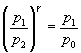 (p₁/p₂)ʳ = p₁/p₀